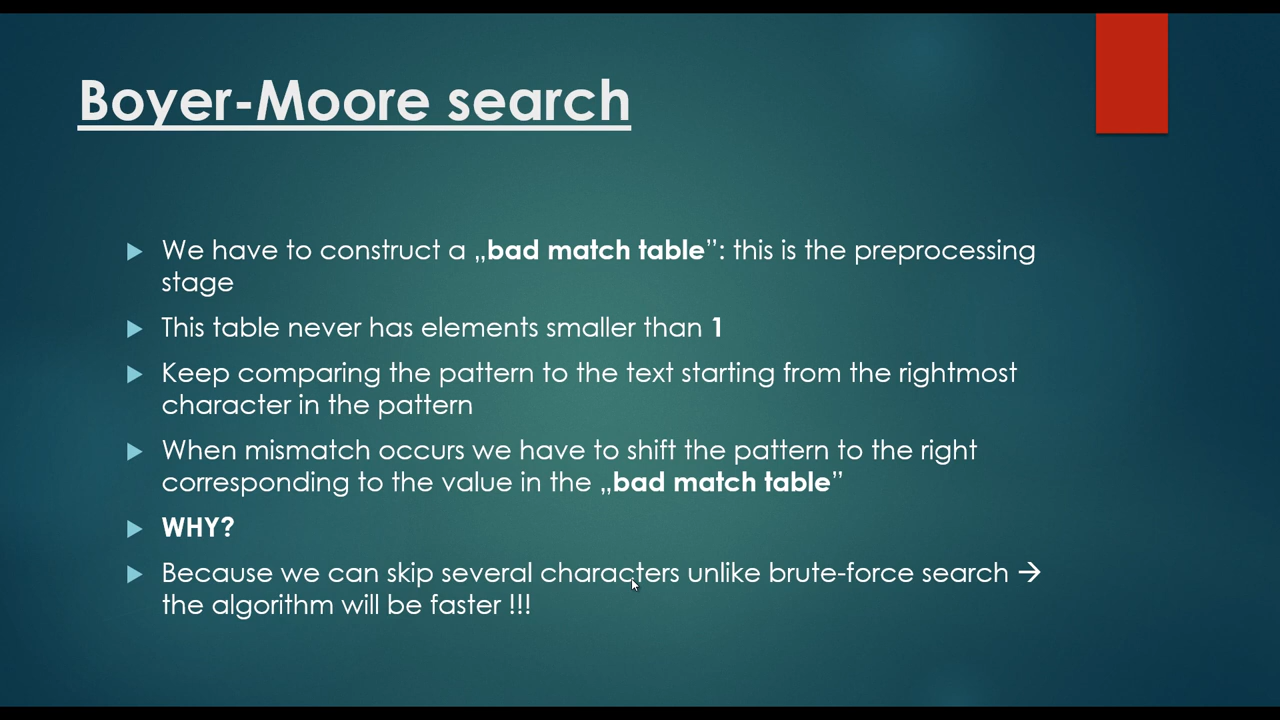 Boyer-Moore search
We have to construct a „bad match table”: this is the preprocessing
stage
This table never has elements smaller than 1
Keep comparing the pattern to the text starting from the rightmost
character in the pattern
When mismatch occurs we have to shift the pattern to the right
corresponding to the value in the „bad match table”
WHY?
Because we can skip several characters unlike brute-force search →
the algorithm will be faster !!!